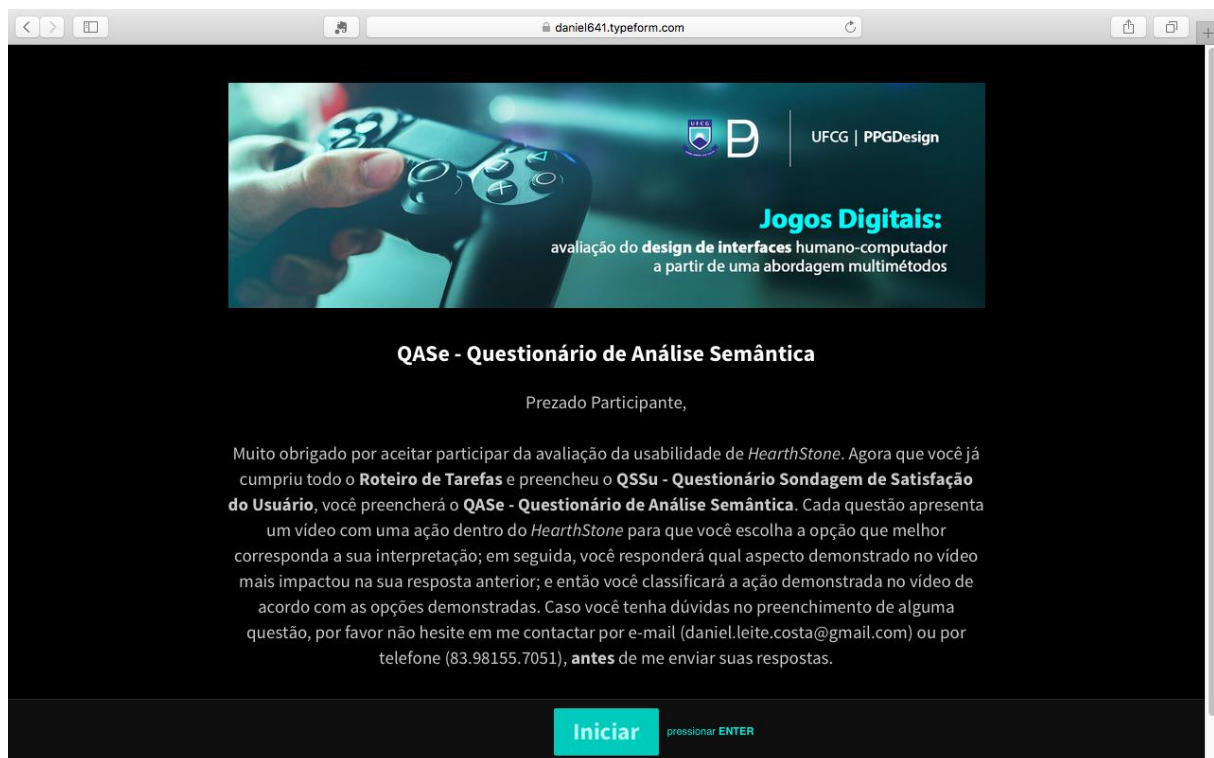 daniel641.typeform.com
UFCG
UFCG | PPGDesign
Jogos Digitais:
avaliação do design de interfaces humano-computador
a partir de uma abordagem multimétodos
QASe - Questionário de Análise Semântica
Prezado Participante,
Muito obrigado por aceitar participar da avaliação da usabilidade de HearthStone. Agora que você já
cumpriu todo o Roteiro de Tarefas e preencheu o QSSu - Questionário Sondagem de Satisfação
do Usuário, você preencherá o QASe - Questionário de Análise Semântica. Cada questão apresenta
um vídeo com uma ação dentro do HearthStone para que você escolha a opção que melhor
corresponda a sua interpretação; em seguida, você responderá qual aspecto demonstrado no vídeo
mais impactou na sua resposta anterior; e então você classificará a ação demonstrada no vídeo de
acordo com as opções demonstradas. Caso você tenha dúvidas no preenchimento de alguma
questão, por favor não hesite em me contactar por e-mail (daniel.leite.costa@gmail.com) ou por
telefone (83.98155.7051), antes de me enviar suas respostas.
Iniciar pressionar ENTER